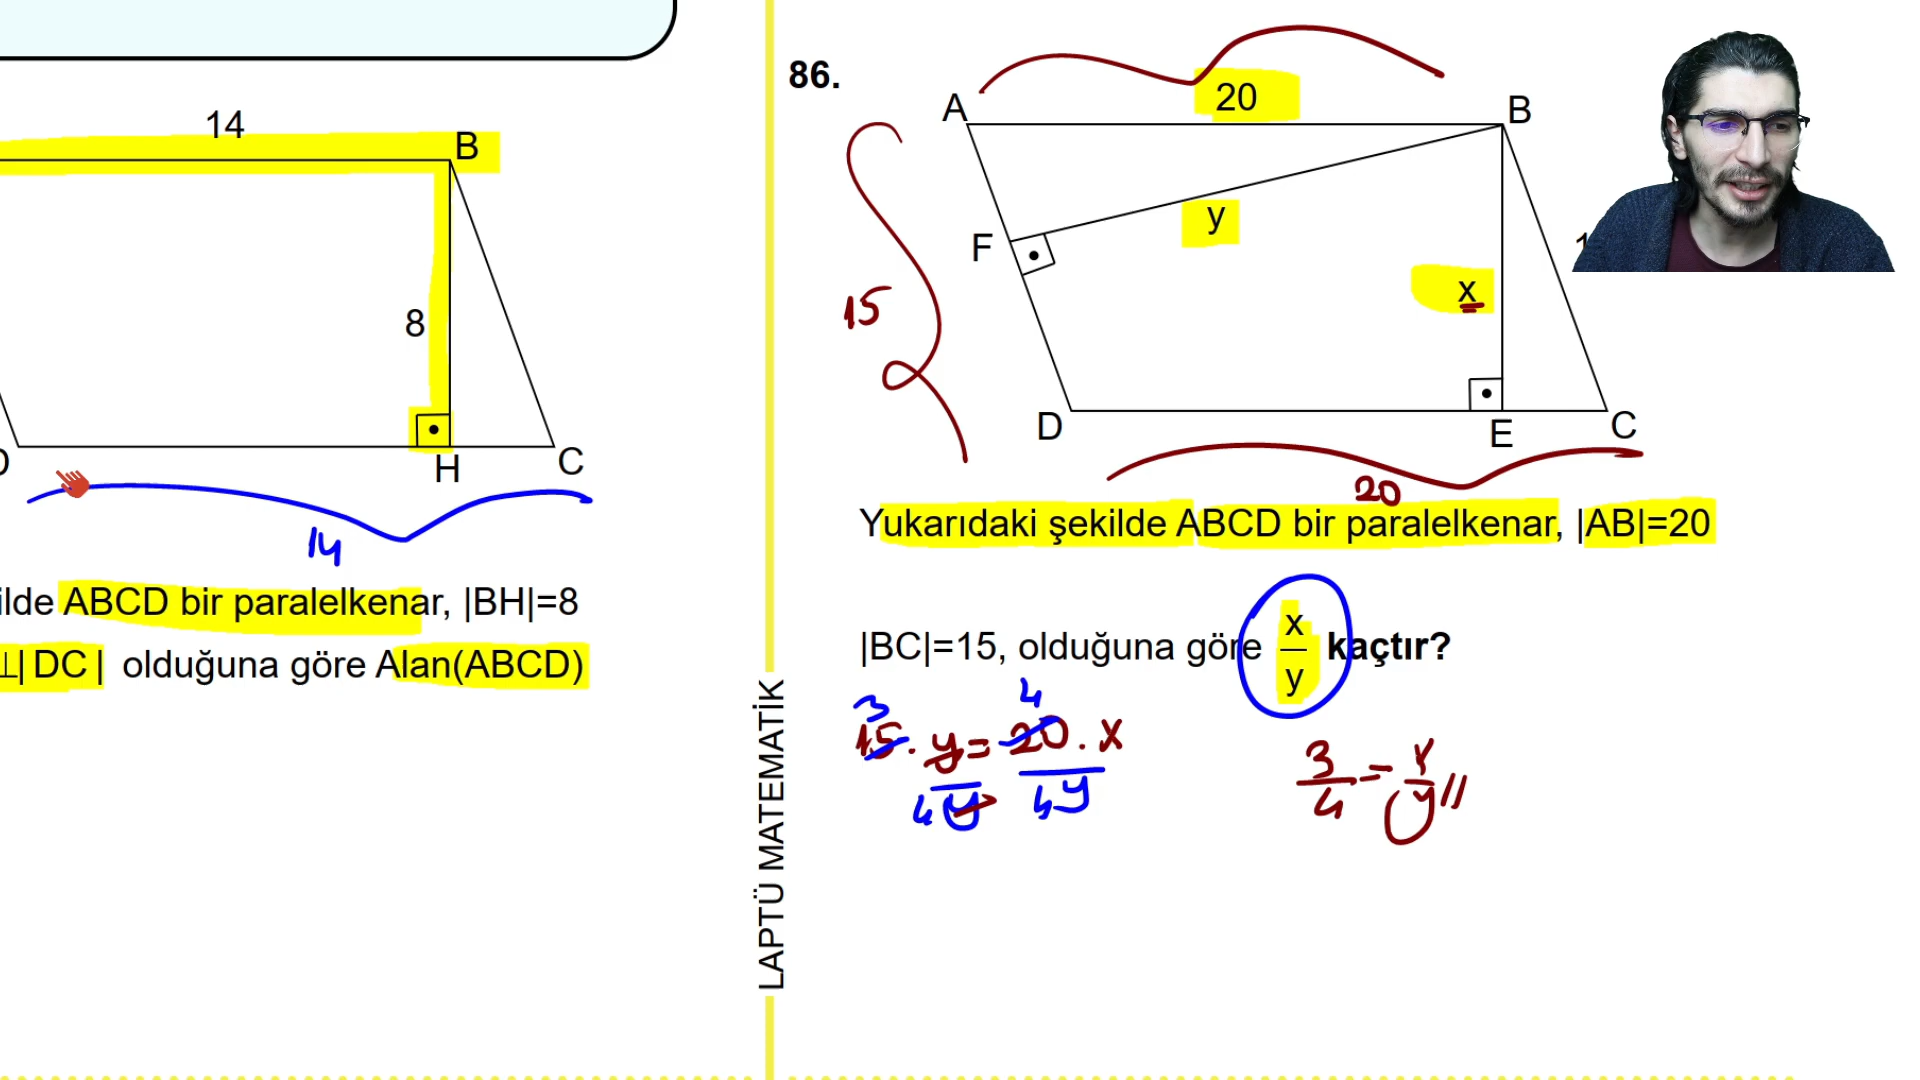 14
B
8
H
C
14
ilde ABCD bir paralelkenar, |BH|=8
⊥| DC | olduğuna göre Alan(ABCD)
LAPTÜ MATEMATİK
86.
20
A
B
F
y
x
15
D
E
C
20
Yukarıdaki şekilde ABCD bir paralelkenar, |AB|=20
|BC|=15, olduğuna göre x/y kaçtır?
3 4
15 . y = 20 . x
4y 4y
3/4 = x/y //